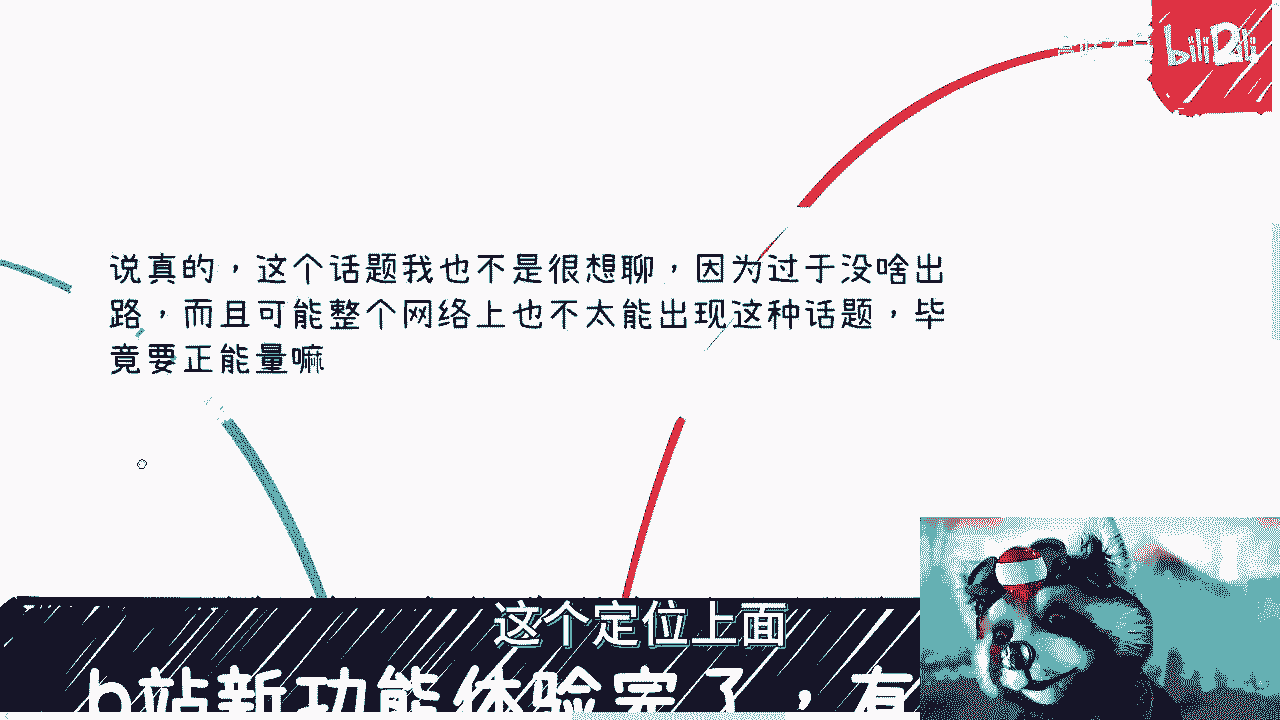 bilibili
说真的，这个话题我也不是很想聊，因为过于没啥出
路，而且可能整个网络上也不太能出现这种话题，毕
竟要正能量嘛
这个定位上面
b站新功能体验完了，有